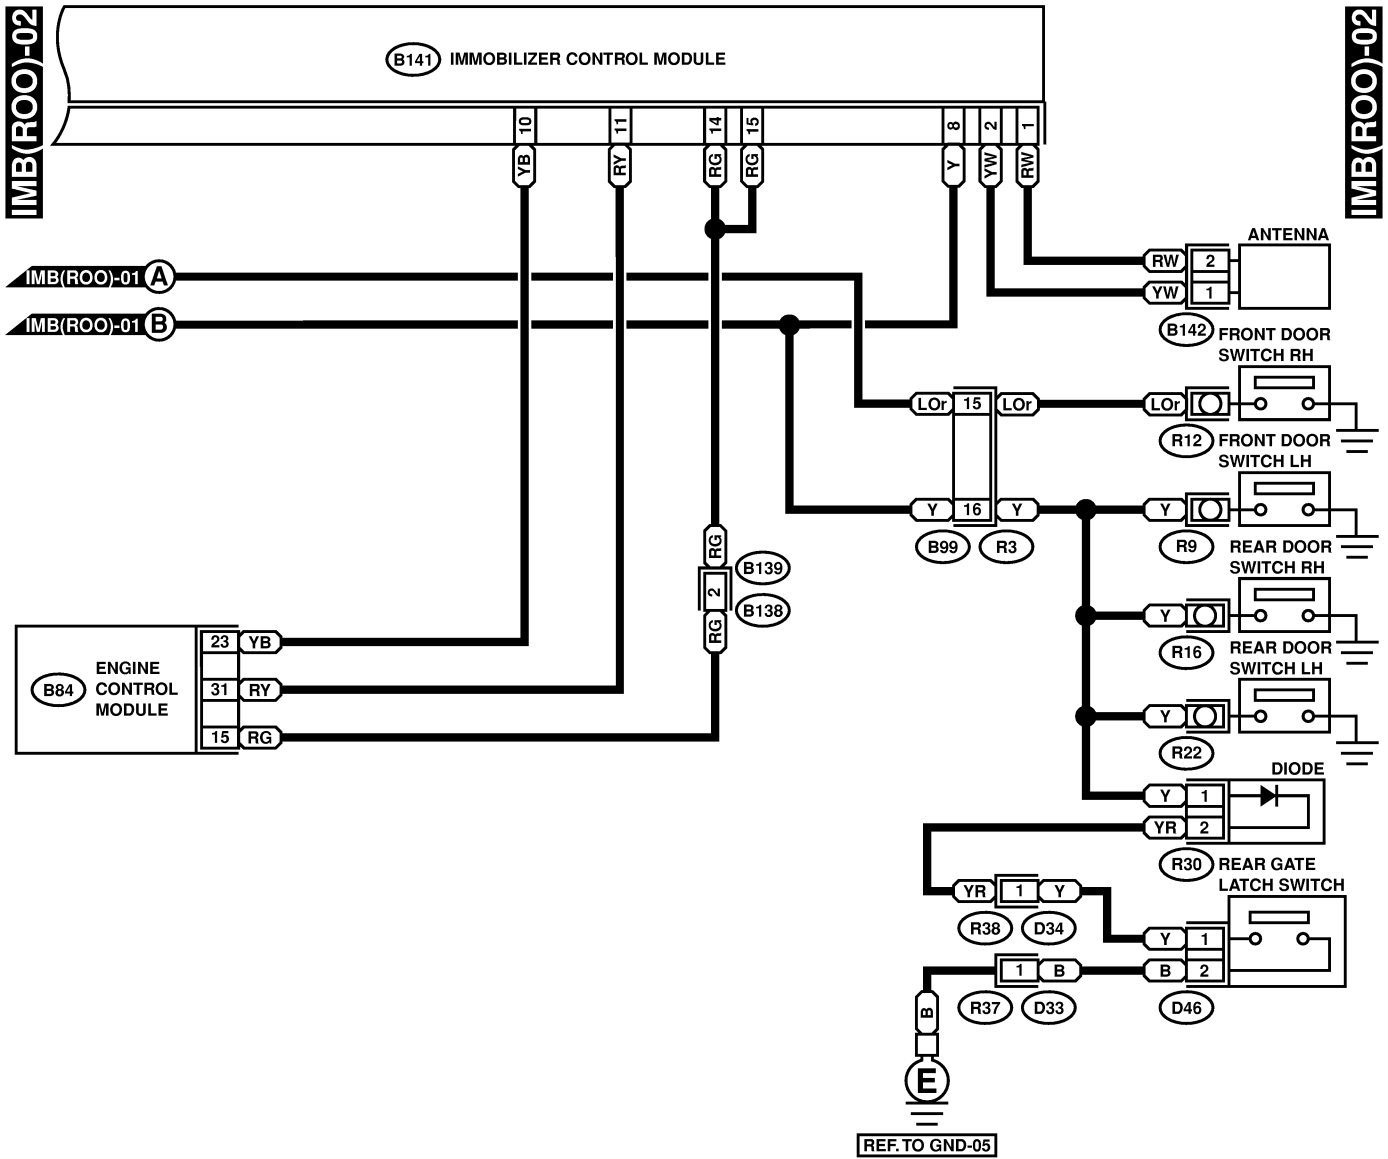 IMB(ROO)-02
IMB(ROO)-02
B141 IMMOBILIZER CONTROL MODULE
10 11 14 15 8 2 1
YB RY RG RG Y YW RW
ANTENNA
RW 2
YW 1
B142
IMB(ROO)-01 A
IMB(ROO)-01 B
FRONT DOOR
SWITCH RH
LOr 15 LOr LOr
R12
FRONT DOOR
SWITCH LH
Y 16 Y Y
B99 R3 R9
RG
B139
2
B138
RG
REAR DOOR
SWITCH RH
Y
R16
REAR DOOR
SWITCH LH
Y
R22
B84
ENGINE
CONTROL
MODULE
23 YB
31 RY
15 RG
DIODE
Y 1
YR 2
R30
REAR GATE
LATCH SWITCH
YR 1 Y
R38 D34
Y 1
1 B B 2
R37 D33 D46
B
E
REF. TO GND-05